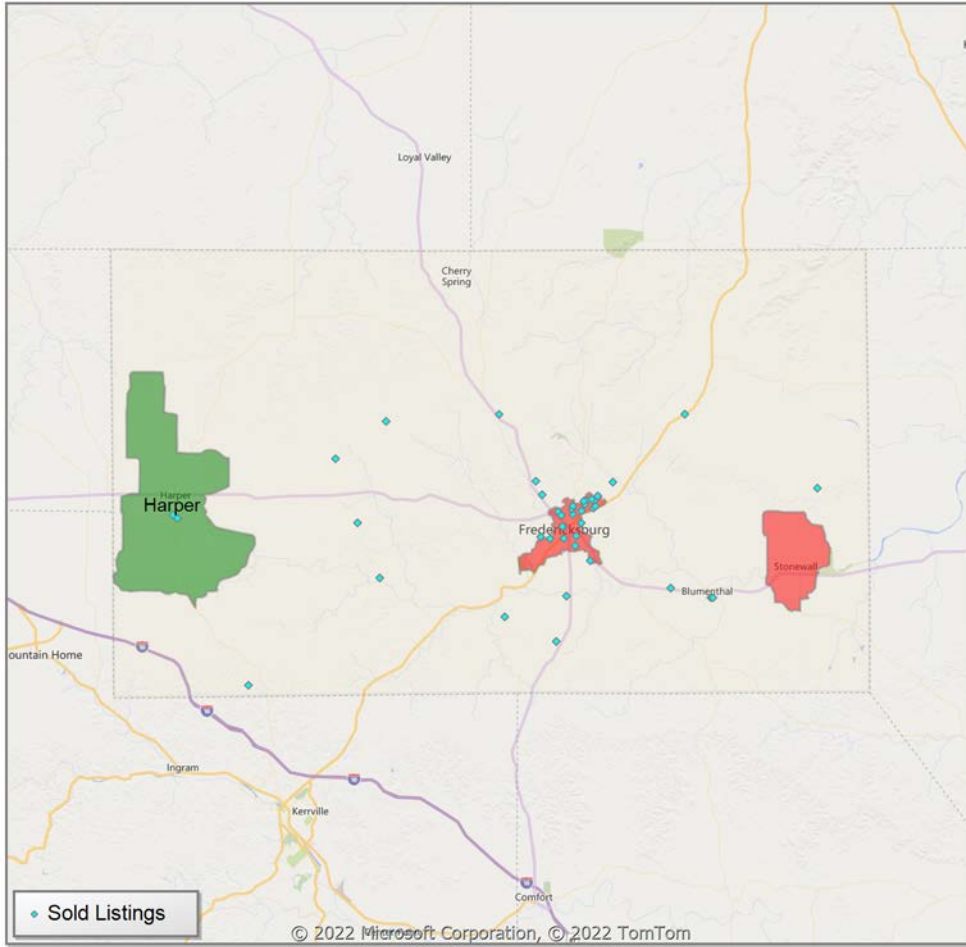 Loyal Valley
Cherry
Spring
Harper
Harper
Fredericksburg
Stonewall
Blumenthal
ountain Home
Ingram
Kerrville
Comfort
Sold Listings
© 2022 Microsoft Corporation, © 2022 TomTom